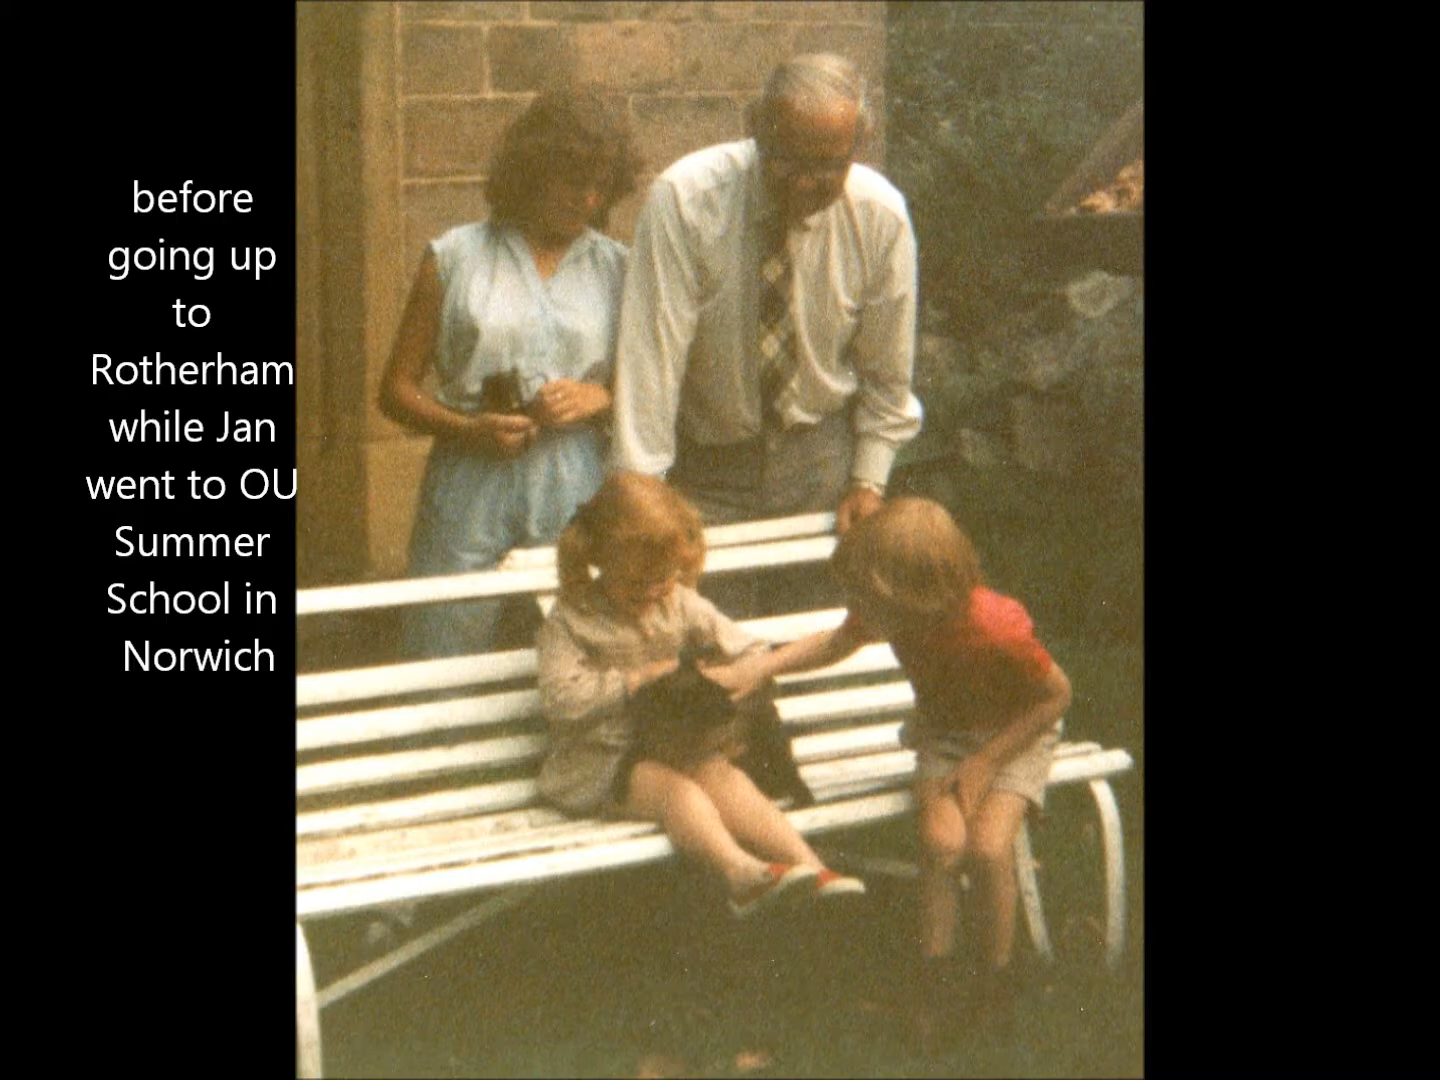 before
going up
to
Rotherham
while Jan
went to OU
Summer
School in
Norwich